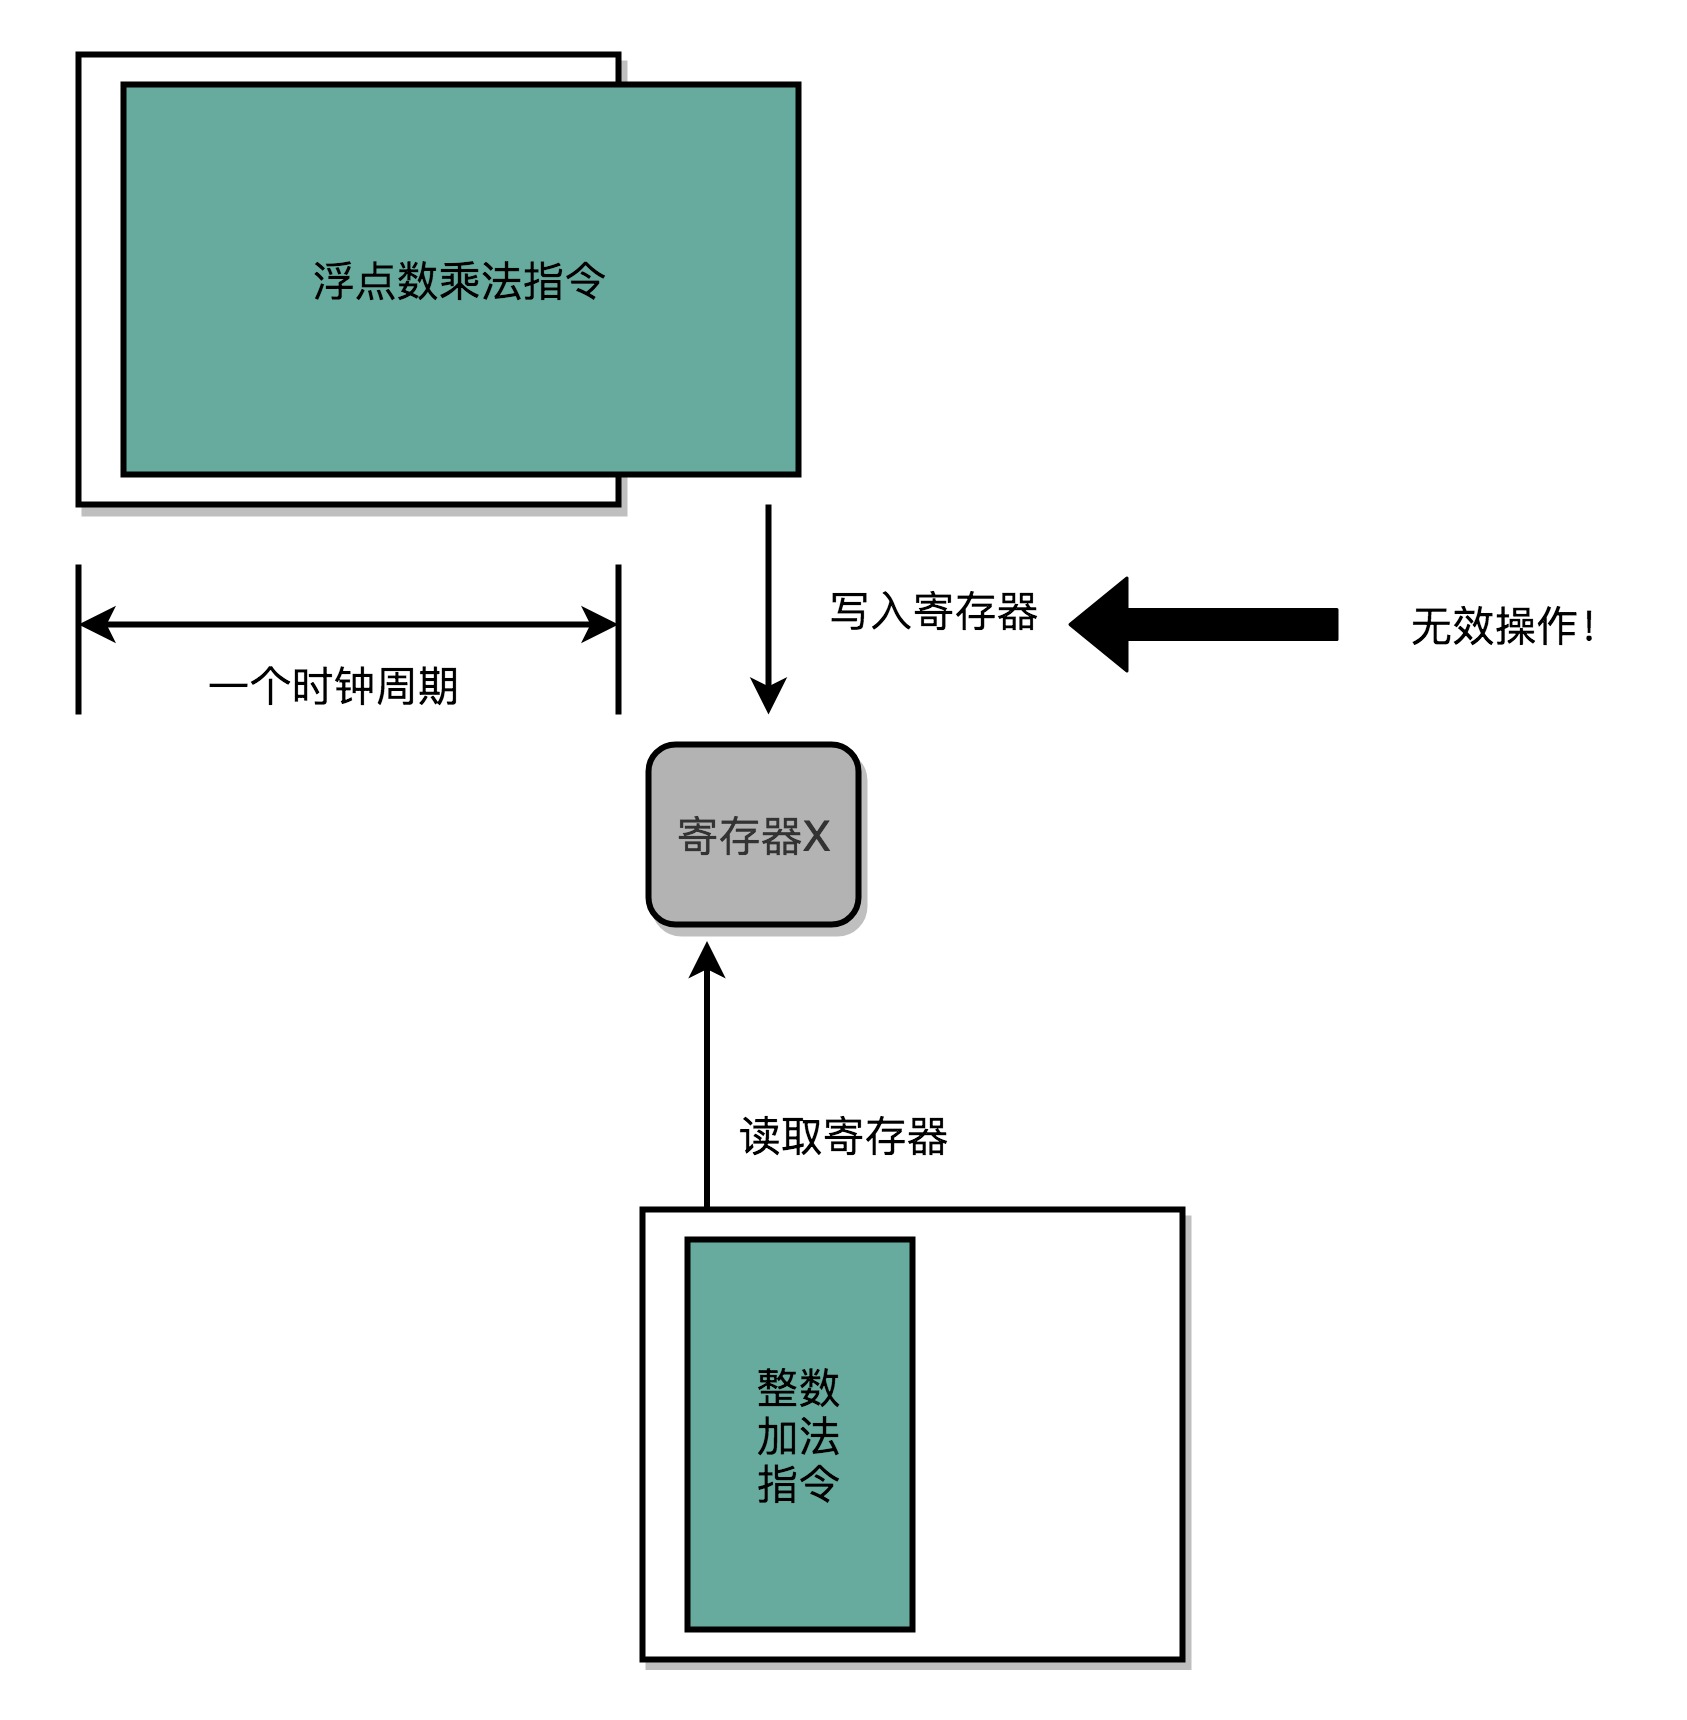 浮点数乘法指令
写入寄存器
无效操作!
一个时钟周期
寄存器X
读取寄存器
整数
加法
指令